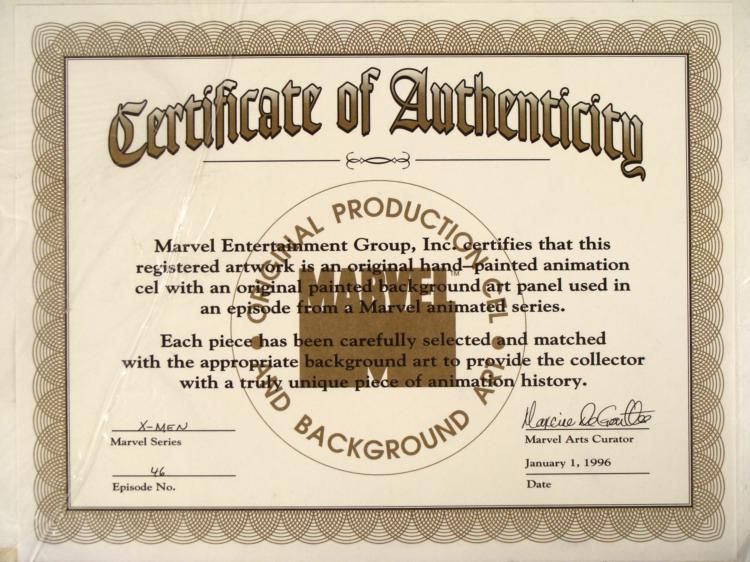 Certificate of Authenticity
ORIGINAL PRODUCTION CEL
• AND BACKGROUND ART •
MARVEL™
M
Marvel Entertainment Group, Inc. certifies that this
registered artwork is an original hand-painted animation
cel with an original painted background art panel used in
an episode from a Marvel animated series.
Each piece has been carefully selected and matched
with the appropriate background art to provide the collector
with a truly unique piece of animation history.
X-MEN
Marvel Series
46
Episode No.
Marvel Arts Curator
January 1, 1996
Date